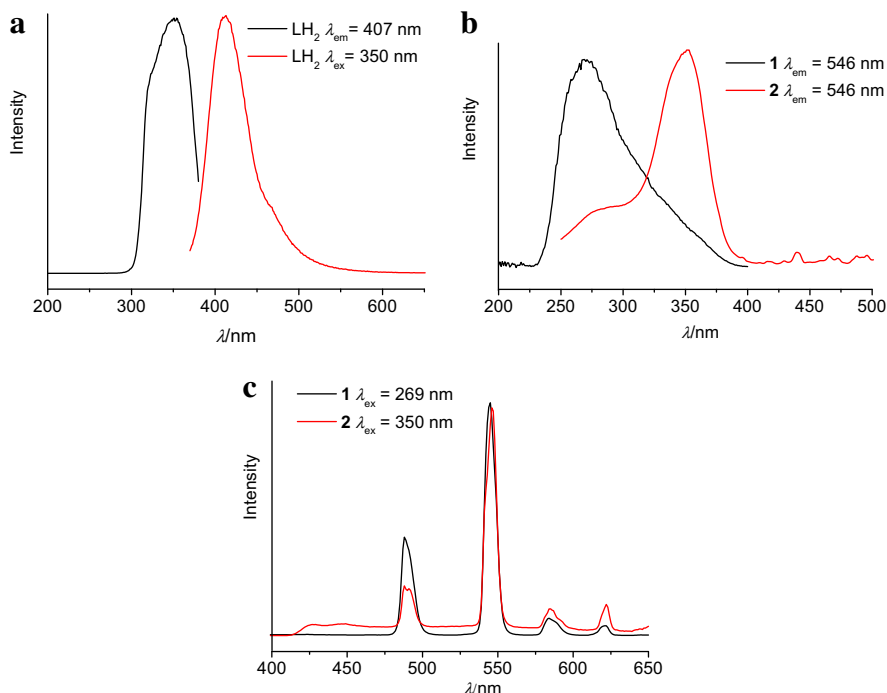 a
LH₂ λem = 407 nm
LH₂ λex = 350 nm
Intensity
200 300 400 500 600
λ/nm
b
1 λem = 546 nm
2 λem = 546 nm
Intensity
200 250 300 350 400 450 500
λ/nm
c
1 λex = 269 nm
2 λex = 350 nm
Intensity
400 450 500 550 600 650
λ/nm